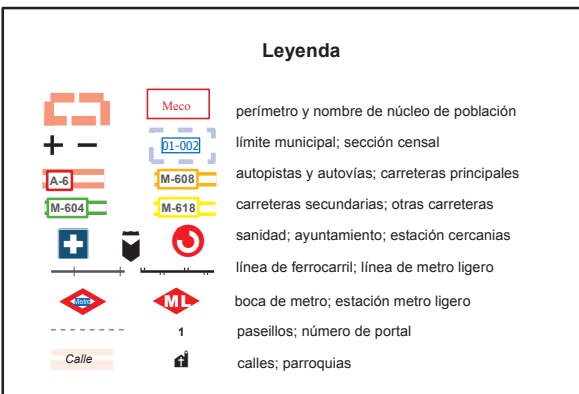 Leyenda
Meco perímetro y nombre de núcleo de población
01-002 límite municipal; sección censal
A-6 M-608 autopistas y autovías; carreteras principales
M-604 M-618 carreteras secundarias; otras carreteras
sanidad; ayuntamiento; estación cercanias
línea de ferrocarril; línea de metro ligero
Metro ML boca de metro; estación metro ligero
1 paseillos; número de portal
Calle calles; parroquias